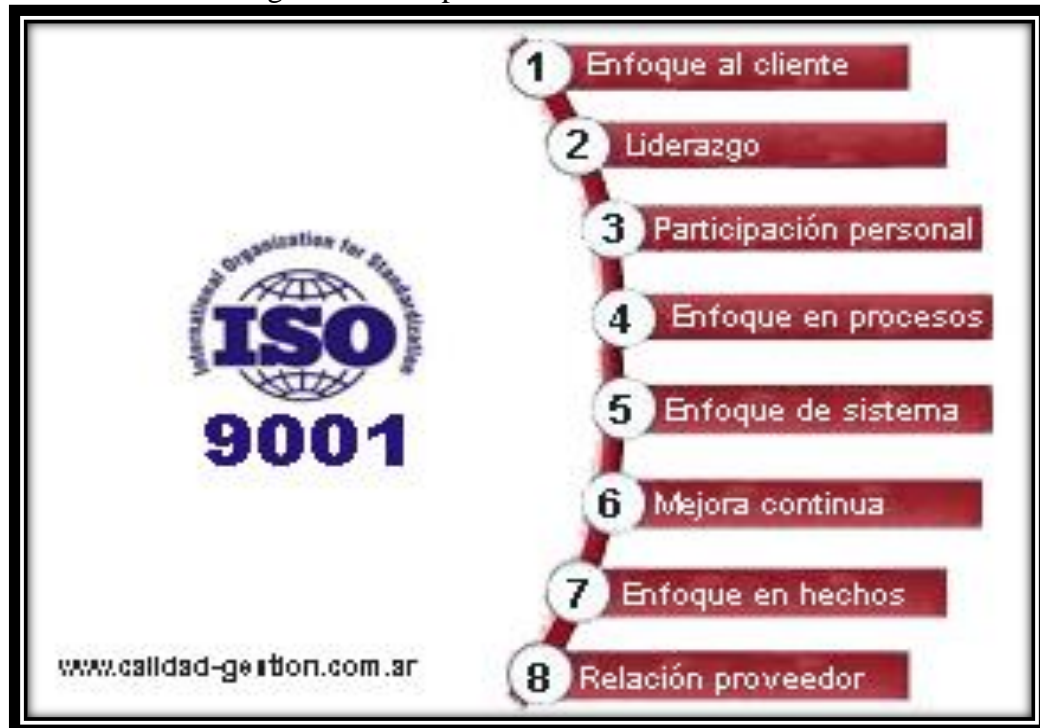 International Organization for Standardization
ISO
9001
www.calidad-gestion.com.ar
1 Enfoque al cliente
2 Liderazgo
3 Participación personal
4 Enfoque en procesos
5 Enfoque de sistema
6 Mejora continua
7 Enfoque en hechos
8 Relación proveedor